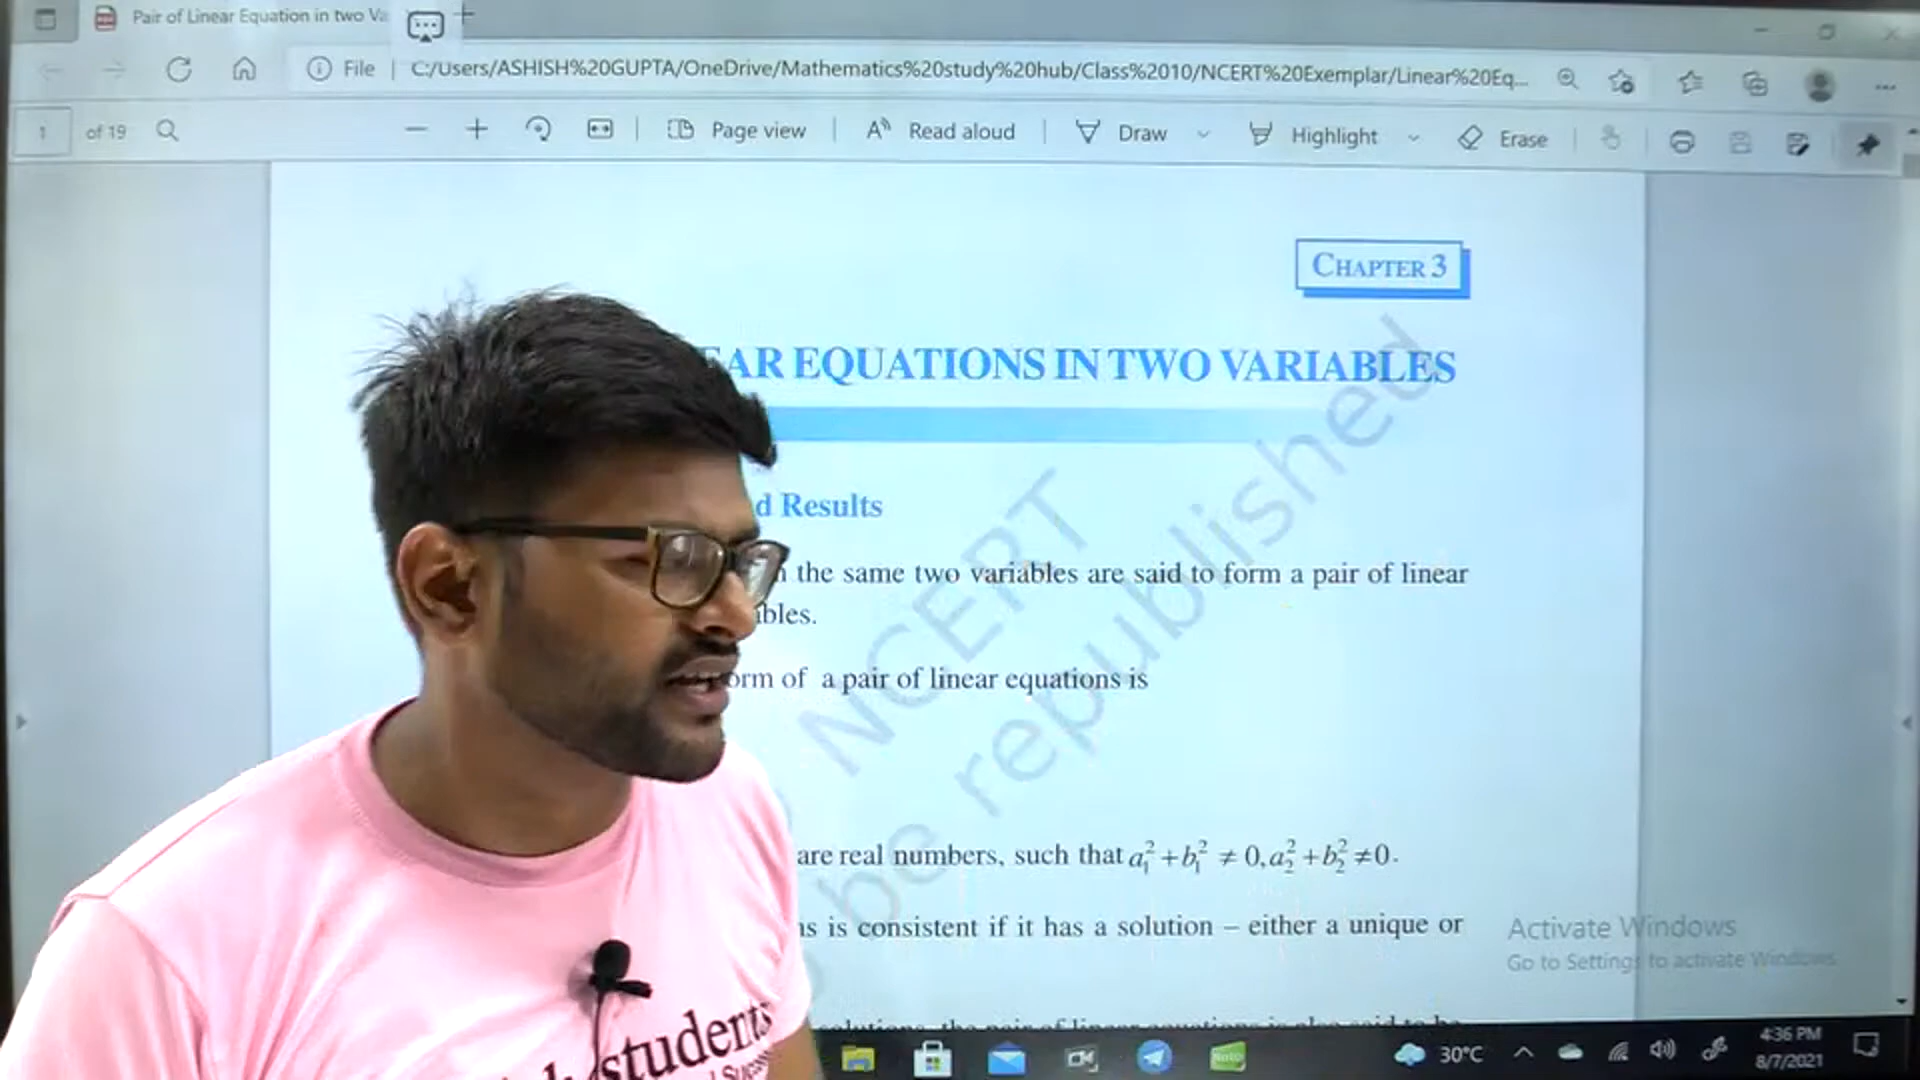 Pair of Linear Equation in two Va
File C:/Users/ASHISH%20GUPTA/OneDrive/Mathematics%20study%20hub/Class%2010/NCERT%20Exemplar/Linear%20Eq...
1 of 19 Page view Read aloud Draw Highlight Erase
CHAPTER 3
EAR EQUATIONS IN TWO VARIABLES
d Results
the same two variables are said to form a pair of linear
ables.
orm of a pair of linear equations is
are real numbers, such that a₁² + b₁² ≠ 0, a₂² + b₂² ≠ 0.
is consistent if it has a solution – either a unique or
NCERT
be republished
Activate Windows
Go to Settings to activate Windows.
students
30°C
4:36 PM
8/7/2021